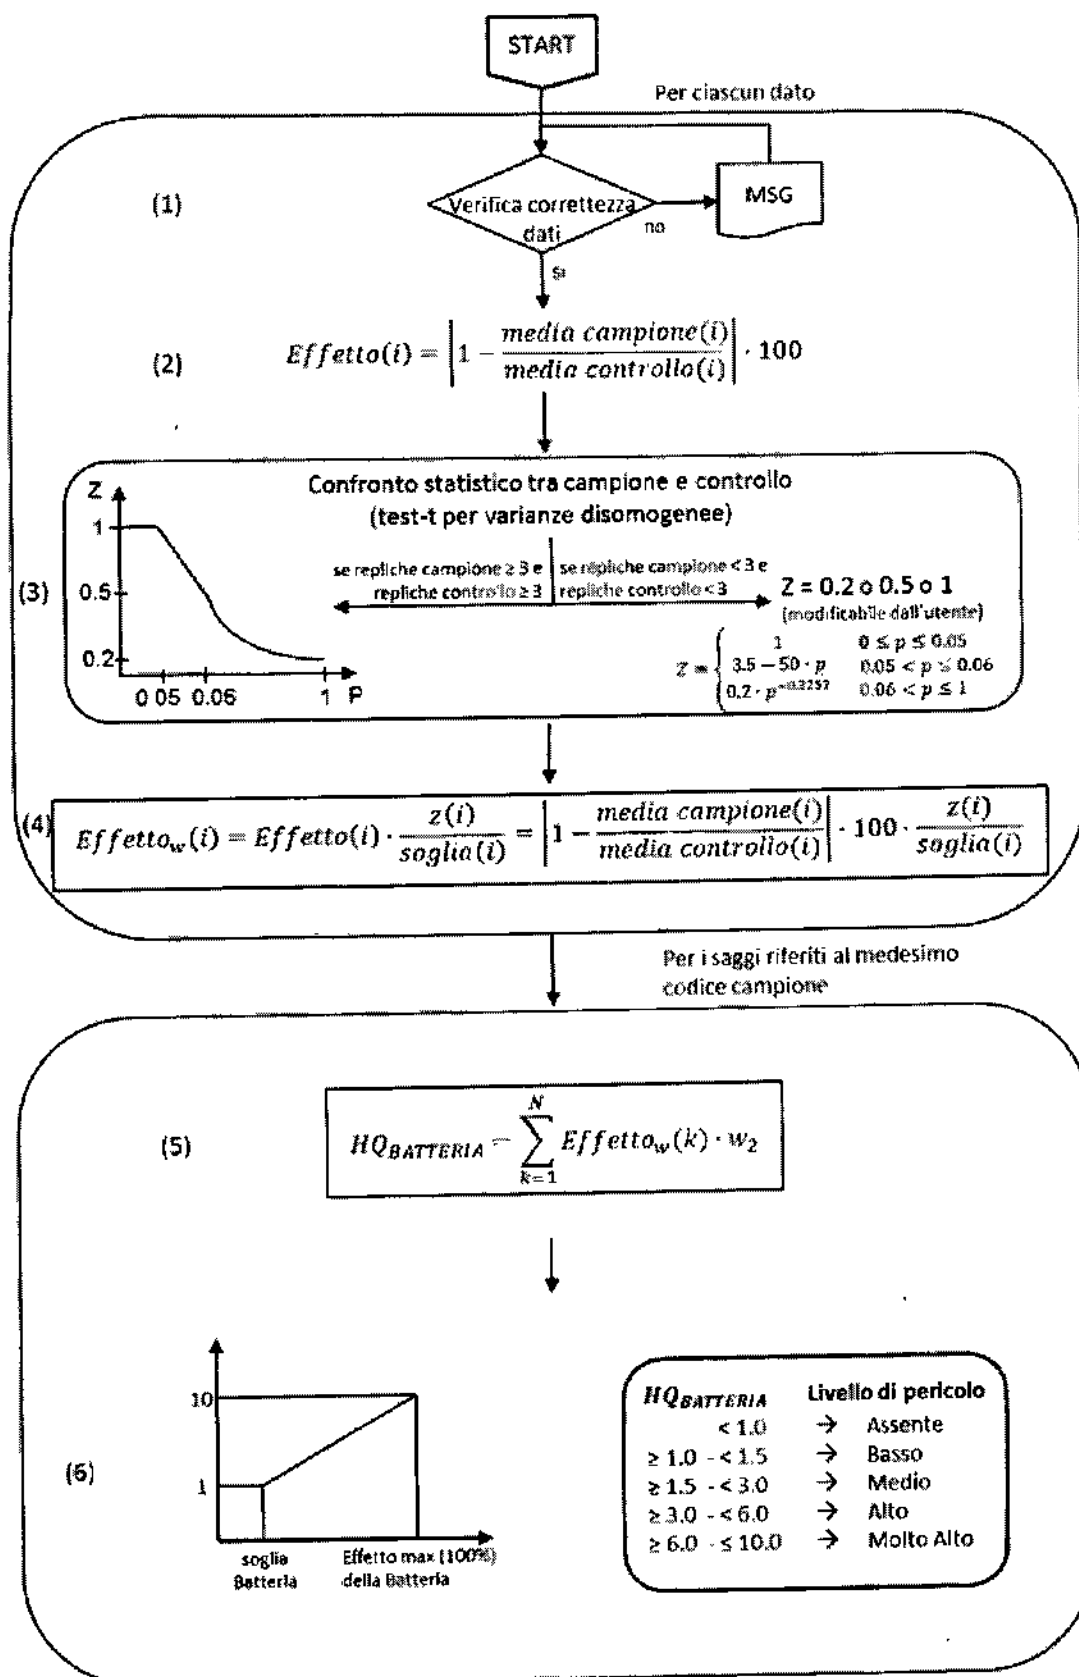 START
Per ciascun dato
(1)
Verifica correttezza
dati
no
MSG
si
(2)
Effetto(i) = |1 − media campione(i) / media controllo(i)| · 100
Confronto statistico tra campione e controllo
(test-t per varianze disomogenee)
Z
1
0.5
0.2
0 05 0.06 1 P
(3)
se repliche campione ≥ 3 e
repliche controllo ≥ 3
se repliche campione < 3 e
repliche controllo < 3
Z = 0.2 o 0.5 o 1
(modificabile dall'utente)
Z = { 1 0 ≤ p ≤ 0.05
3.5 − 50 · p 0.05 < p ≤ 0.06
0.2 · p^−0.3257 0.06 < p ≤ 1
(4)
Effetto_w(i) = Effetto(i) · z(i) / soglia(i) = |1 − media campione(i) / media controllo(i)| · 100 · z(i) / soglia(i)
Per i saggi riferiti al medesimo
codice campione
(5)
HQ_BATTERIA = ∑_{k=1}^{N} Effetto_w(k) · w_2
(6)
10
1
soglia
Batteria
Effetto max (100%)
della Batteria
HQ_BATTERIA Livello di pericolo
< 1.0 → Assente
≥ 1.0 - < 1.5 → Basso
≥ 1.5 - < 3.0 → Medio
≥ 3.0 - < 6.0 → Alto
≥ 6.0 - ≤ 10.0 → Molto Alto